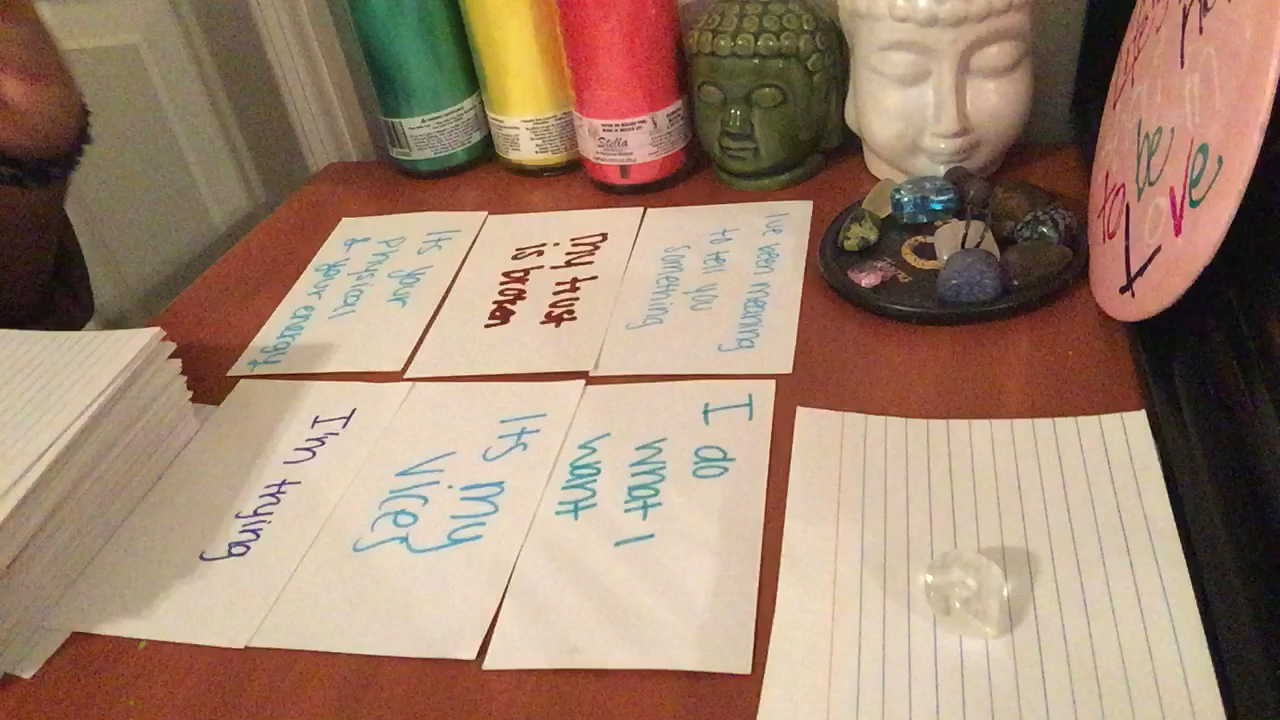 I've been meaning
to tell you
something
My trust
is broken
Its your
physical
& your energy
I do
what I
want
Its my
Vices
I'm trying
Stella
to be
Love